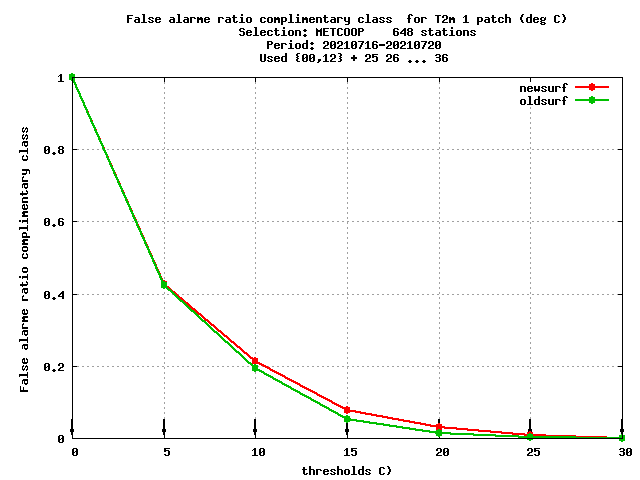 False alarme ratio complimentary class  for T2m 1 patch (deg C)
Selection: METCOOP    648 stations
Period: 20210716-20210720
Used {00,12} + 25 26 ... 36
newsurf
oldsurf
False alarme ratio complimentary class
1
0.8
0.6
0.4
0.2
0
0 5 10 15 20 25 30
thresholds C)